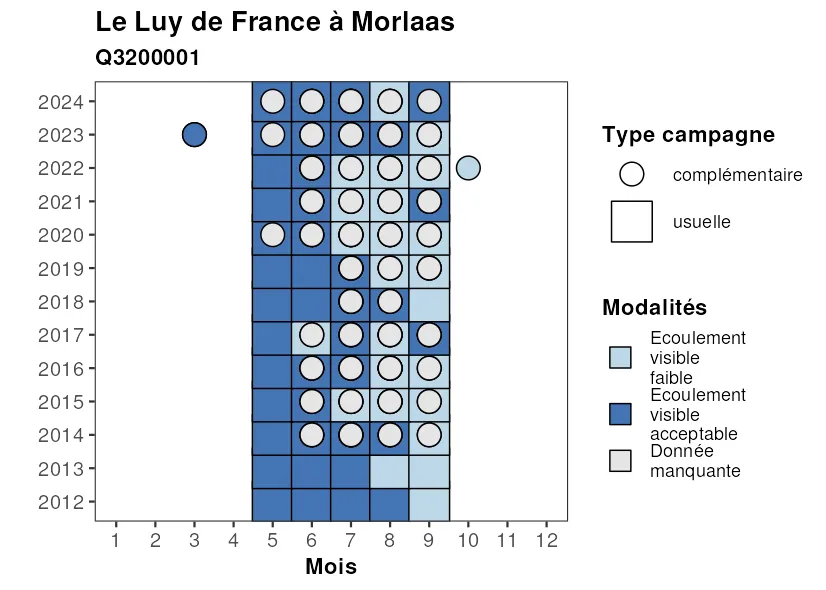 Le Luy de France à Morlaas
Q3200001
2024
2023
2022
2021
2020
2019
2018
2017
2016
2015
2014
2013
2012
1 2 3 4 5 6 7 8 9 10 11 12
Mois
Type campagne
complémentaire
usuelle
Modalités
Ecoulement
visible
faible
Ecoulement
visible
acceptable
Donnée
manquante